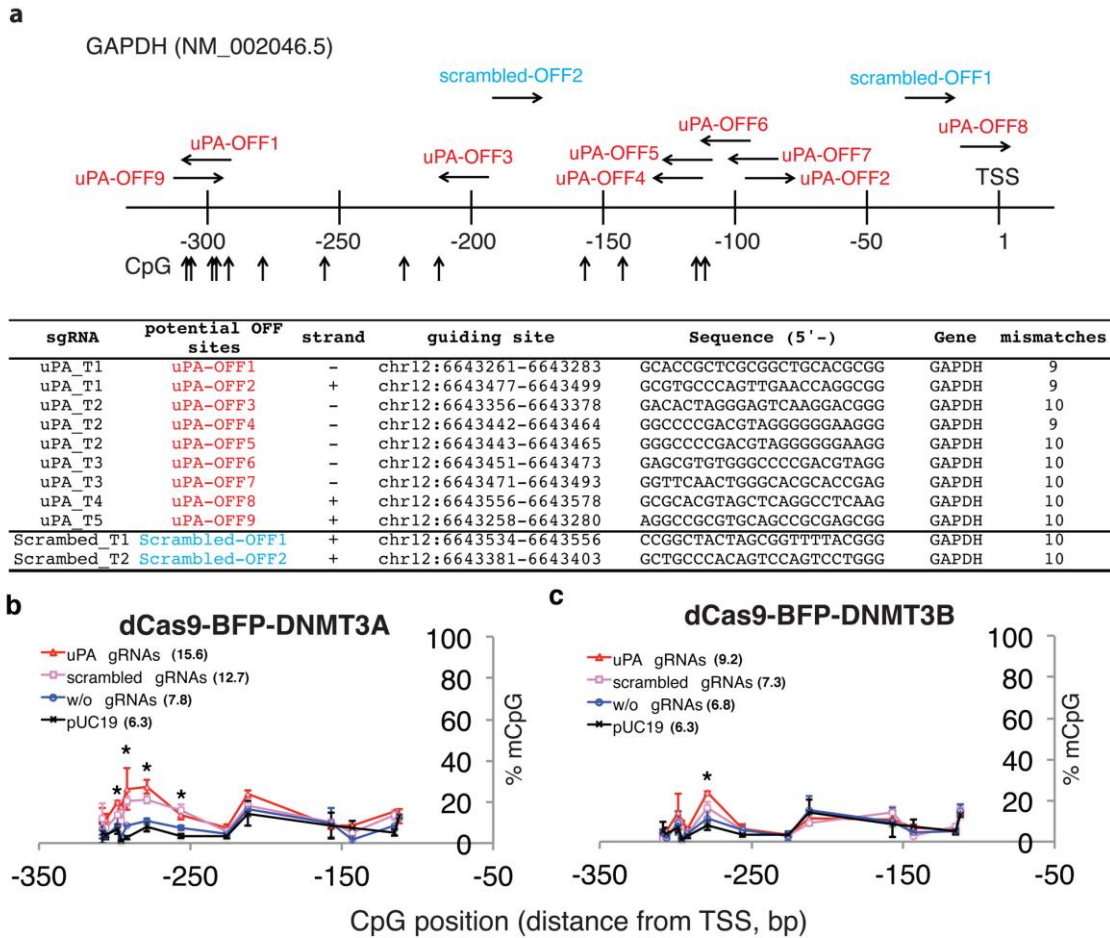 a
GAPDH (NM_002046.5)
scrambled-OFF2
scrambled-OFF1
uPA-OFF6
uPA-OFF8
uPA-OFF1
uPA-OFF3
uPA-OFF5
uPA-OFF7
uPA-OFF9
uPA-OFF4
uPA-OFF2
TSS
-300 -250 -200 -150 -100 -50 1
CpG
sgRNA potential OFF sites strand guiding site Sequence (5'-) Gene mismatches
uPA_T1 uPA-OFF1 - chr12:6643261-6643283 GCACCGCTCGCGGCTGCACGCGG GAPDH 9
uPA_T1 uPA-OFF2 + chr12:6643477-6643499 GCGTGCCCAGTTGAACCAGGCGG GAPDH 9
uPA_T2 uPA-OFF3 - chr12:6643356-6643378 GACACTAGGGAGTCAAGGACGGG GAPDH 10
uPA_T2 uPA-OFF4 - chr12:6643442-6643464 GGCCCCGACGTAGGGGGGAAGGG GAPDH 9
uPA_T2 uPA-OFF5 - chr12:6643443-6643465 GGGCCCCGACGTAGGGGGGAAGG GAPDH 10
uPA_T3 uPA-OFF6 - chr12:6643451-6643473 GAGCGTGTGGGCCCCGACGTAGG GAPDH 10
uPA_T3 uPA-OFF7 - chr12:6643471-6643493 GGTTCAACTGGGCACGCACCGAG GAPDH 10
uPA_T4 uPA-OFF8 + chr12:6643556-6643578 GCGCACGTAGCTCAGGCCTCAAG GAPDH 10
uPA_T5 uPA-OFF9 + chr12:6643258-6643280 AGGCCGCGTGCAGCCGCGAGCGG GAPDH 10
Scrambed_T1 Scrambled-OFF1 + chr12:6643534-6643556 CCGGCTACTAGCGGTTTTACGGG GAPDH 10
Scrambed_T2 Scrambled-OFF2 + chr12:6643381-6643403 GCTGCCCACAGTCCAGTCCTGGG GAPDH 10
b
dCas9-BFP-DNMT3A
uPA gRNAs (15.6)
scrambled gRNAs (12.7)
w/o gRNAs (7.8)
pUC19 (6.3)
* * * *
100
80
60
40
20
0
% mCpG
-350 -250 -150 -50
c
dCas9-BFP-DNMT3B
uPA gRNAs (9.2)
scrambled gRNAs (7.3)
w/o gRNAs (6.8)
pUC19 (6.3)
*
100
80
60
40
20
0
% mCpG
-350 -250 -150 -50
CpG position (distance from TSS, bp)